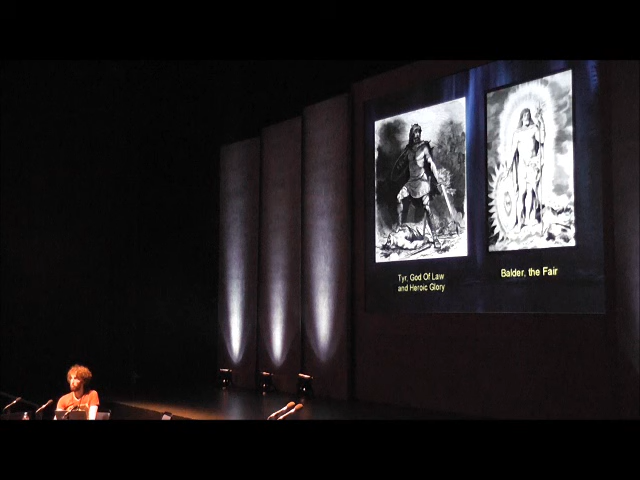 Tyr, God Of Law
and Heroic Glory
Balder, the Fair